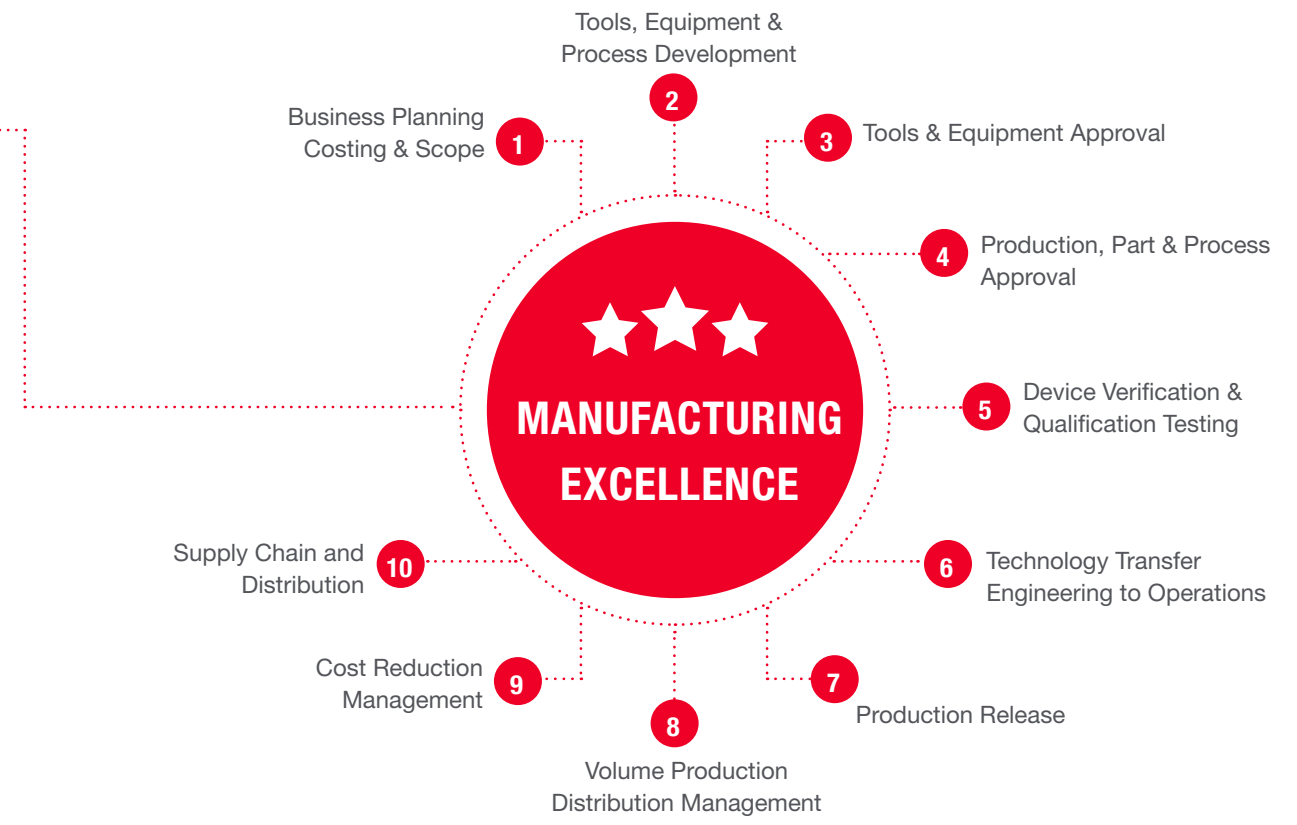 Tools, Equipment &
Process Development
2
Business Planning
Costing & Scope
1
3
Tools & Equipment Approval
4
Production, Part & Process
Approval
MANUFACTURING
EXCELLENCE
5
Device Verification &
Qualification Testing
6
Technology Transfer
Engineering to Operations
7
Production Release
8
Volume Production
Distribution Management
Cost Reduction
Management
9
Supply Chain and
Distribution
10